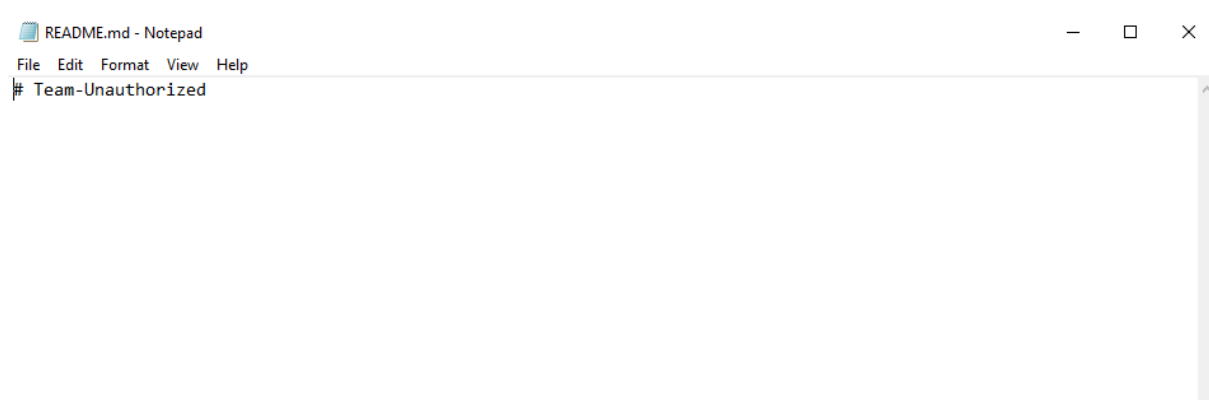 README.md - Notepad
File Edit Format View Help
# Team-Unauthorized